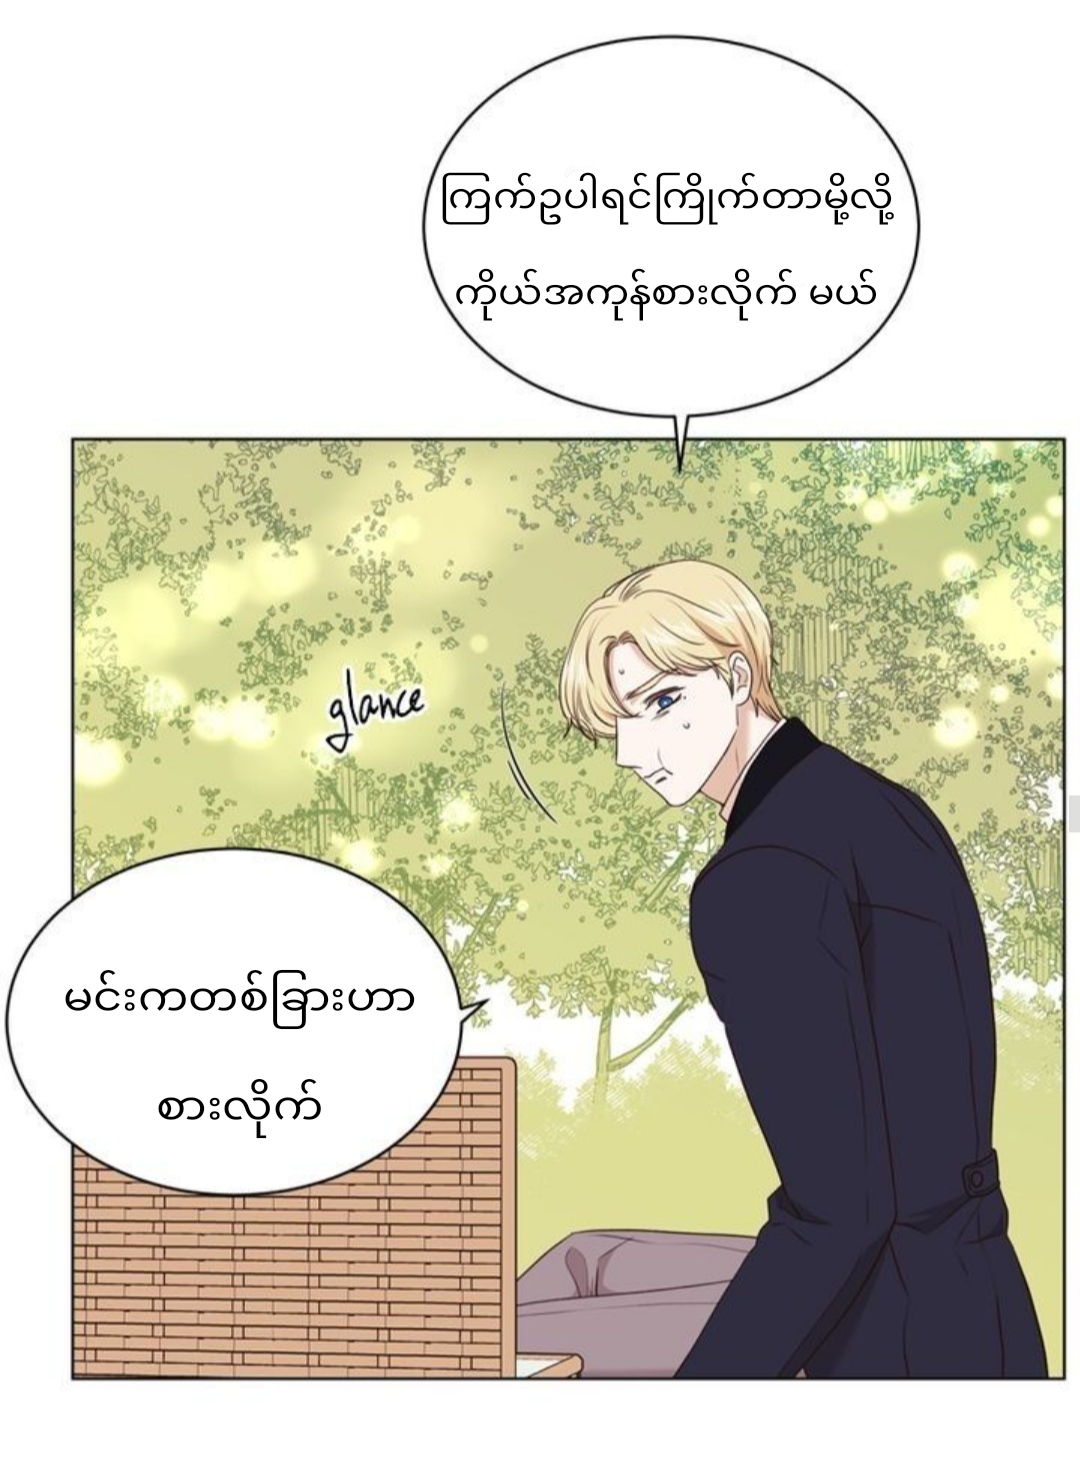 ကြက်ဥပါရင်ကြိုက်တာမို့လို့
ကိုယ်အကုန်စားလိုက် မယ်
glance
မင်းကတစ်ခြားဟာ
စားလိုက်